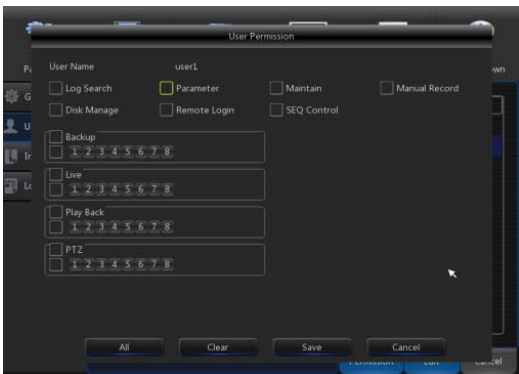 User Permission
User Name user1
Log Search Parameter Maintain Manual Record
Disk Manage Remote Login SEQ Control
Backup
1 2 3 4 5 6 7 8
Live
1 2 3 4 5 6 7 8
Play Back
1 2 3 4 5 6 7 8
PTZ
1 2 3 4 5 6 7 8
All Clear Save Cancel